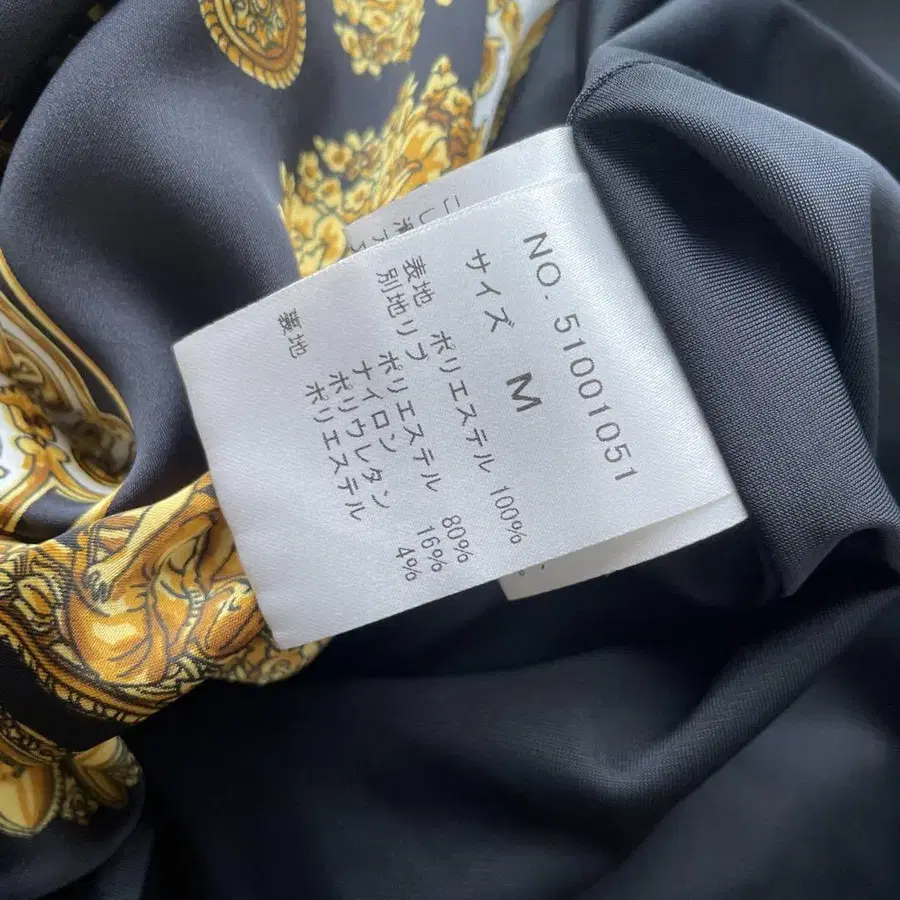 NO. 51001051
サイズ M
表地 ポリエステル 100%
別地リブ ポリエステル 80%
ナイロン 16%
ポリウレタン 4%
裏地 ポリエステル